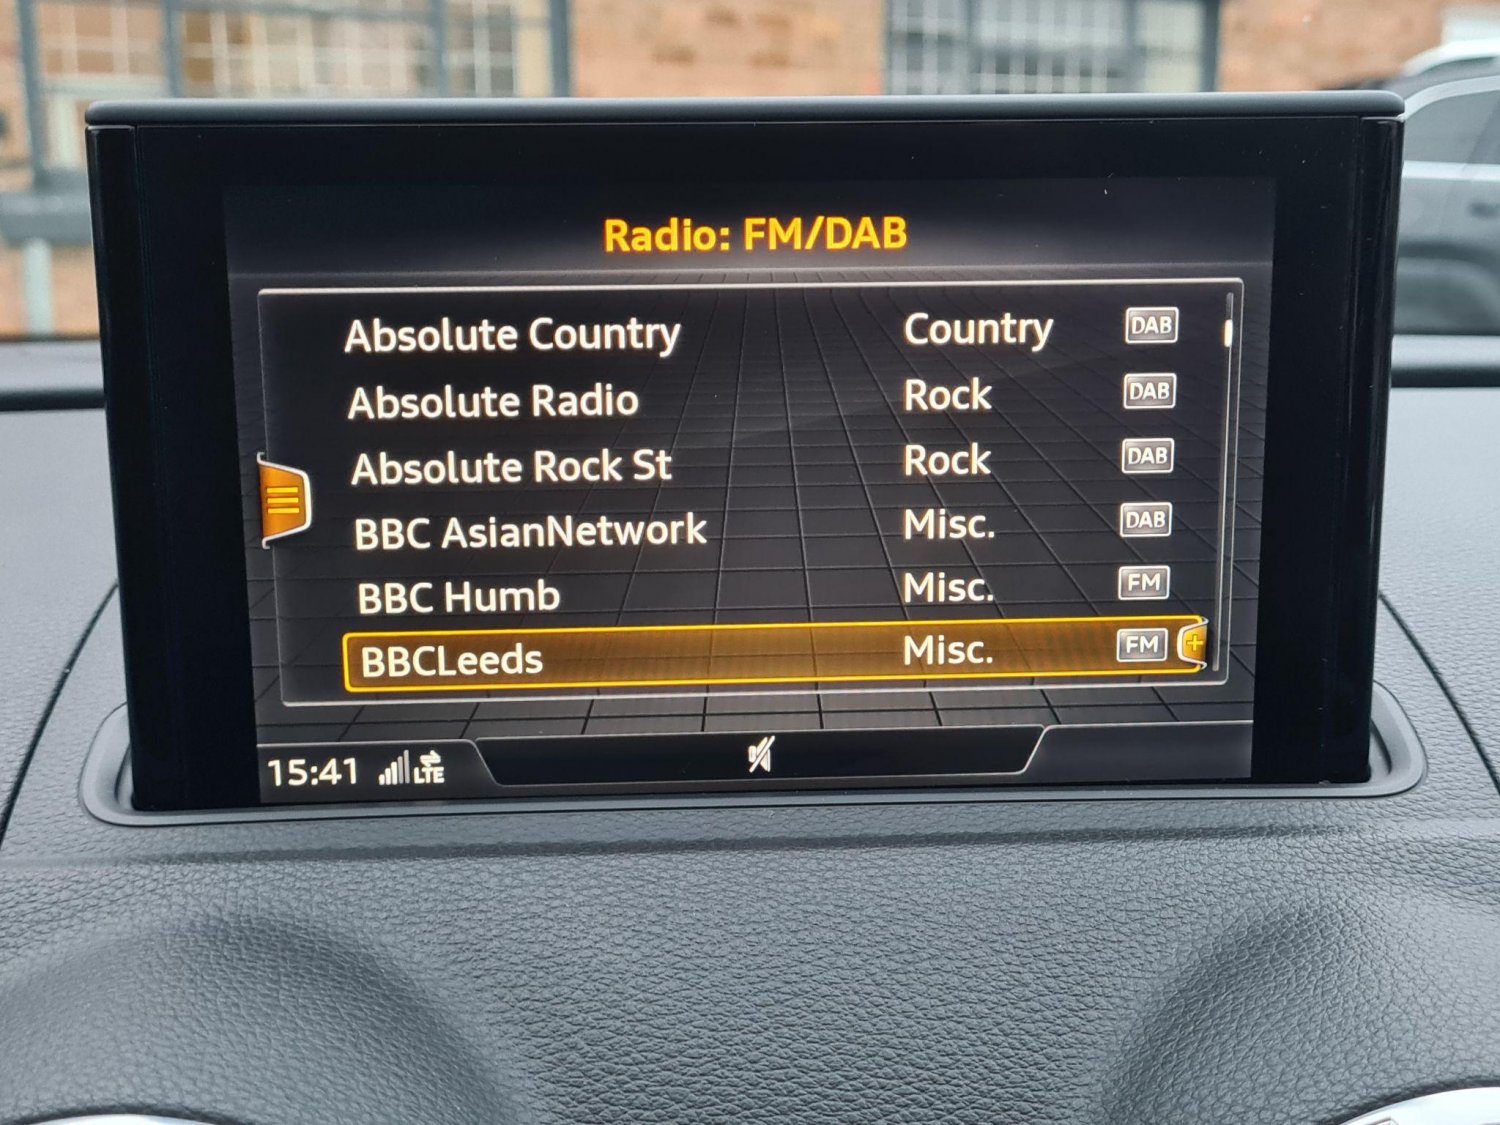 Radio: FM/DAB
Absolute Country Country DAB
Absolute Radio Rock DAB
Absolute Rock St Rock DAB
BBC AsianNetwork Misc. DAB
BBC Humb Misc. FM
BBCLeeds Misc. FM +
15:41 LTE